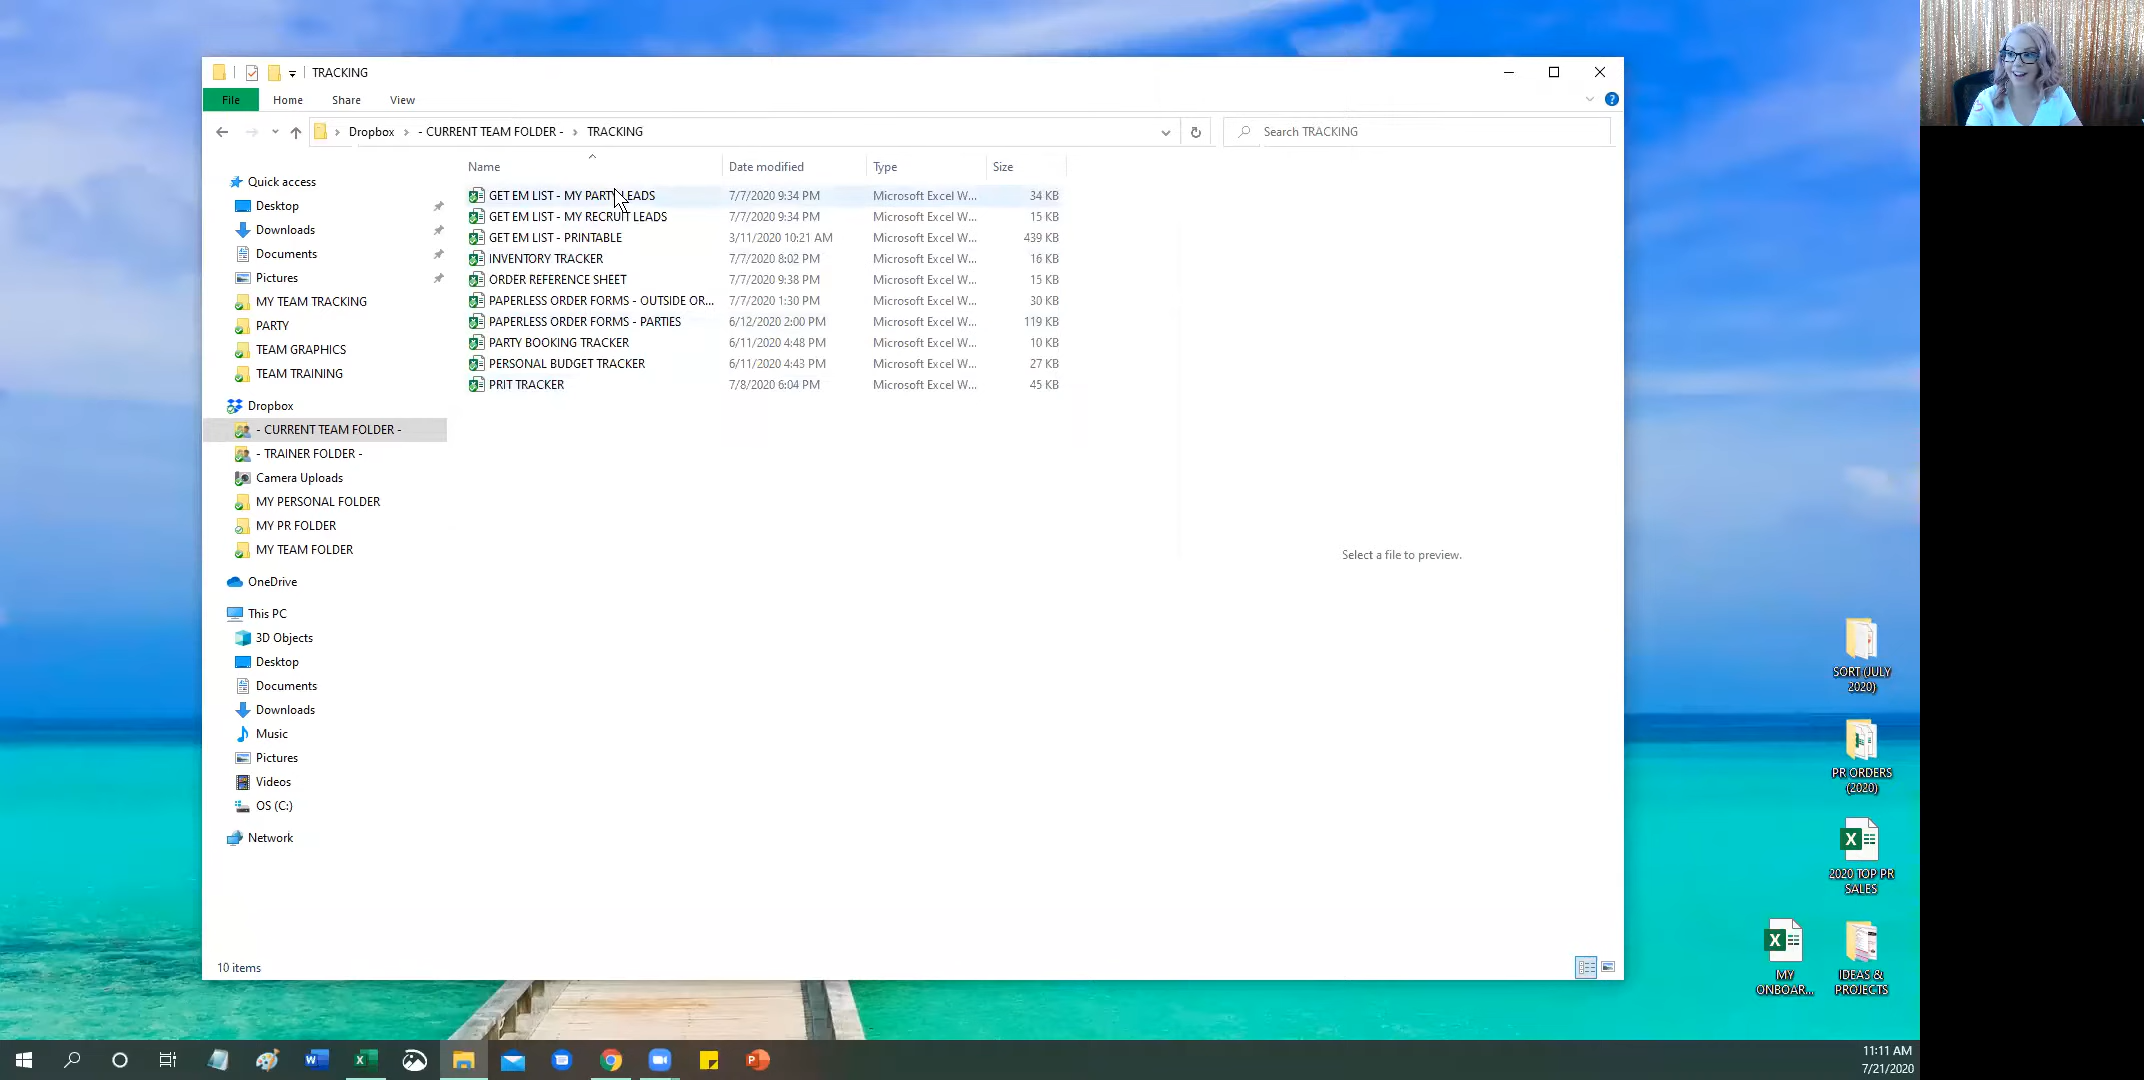 TRACKING
File Home Share View
Dropbox - CURRENT TEAM FOLDER - TRACKING
Search TRACKING
Name Date modified Type Size
GET EM LIST - MY PARTY LEADS 7/7/2020 9:34 PM Microsoft Excel W... 34 KB
GET EM LIST - MY RECRUIT LEADS 7/7/2020 9:34 PM Microsoft Excel W... 15 KB
GET EM LIST - PRINTABLE 3/11/2020 10:21 AM Microsoft Excel W... 439 KB
INVENTORY TRACKER 7/7/2020 8:02 PM Microsoft Excel W... 16 KB
ORDER REFERENCE SHEET 7/7/2020 9:38 PM Microsoft Excel W... 15 KB
PAPERLESS ORDER FORMS - OUTSIDE OR... 7/7/2020 1:30 PM Microsoft Excel W... 30 KB
PAPERLESS ORDER FORMS - PARTIES 6/12/2020 2:00 PM Microsoft Excel W... 119 KB
PARTY BOOKING TRACKER 6/11/2020 4:48 PM Microsoft Excel W... 10 KB
PERSONAL BUDGET TRACKER 6/11/2020 4:43 PM Microsoft Excel W... 27 KB
PRIT TRACKER 7/8/2020 6:04 PM Microsoft Excel W... 45 KB
Quick access
Desktop
Downloads
Documents
Pictures
MY TEAM TRACKING
PARTY
TEAM GRAPHICS
TEAM TRAINING
Dropbox
- CURRENT TEAM FOLDER -
- TRAINER FOLDER -
Camera Uploads
MY PERSONAL FOLDER
MY PR FOLDER
MY TEAM FOLDER
OneDrive
This PC
3D Objects
Desktop
Documents
Downloads
Music
Pictures
Videos
OS (C:)
Network
Select a file to preview.
10 items
SORT (JULY
2020)
PR ORDERS
(2020)
2020 TOP PR
SALES
MY
ONBOAR...
IDEAS &
PROJECTS
11:11 AM
7/21/2020